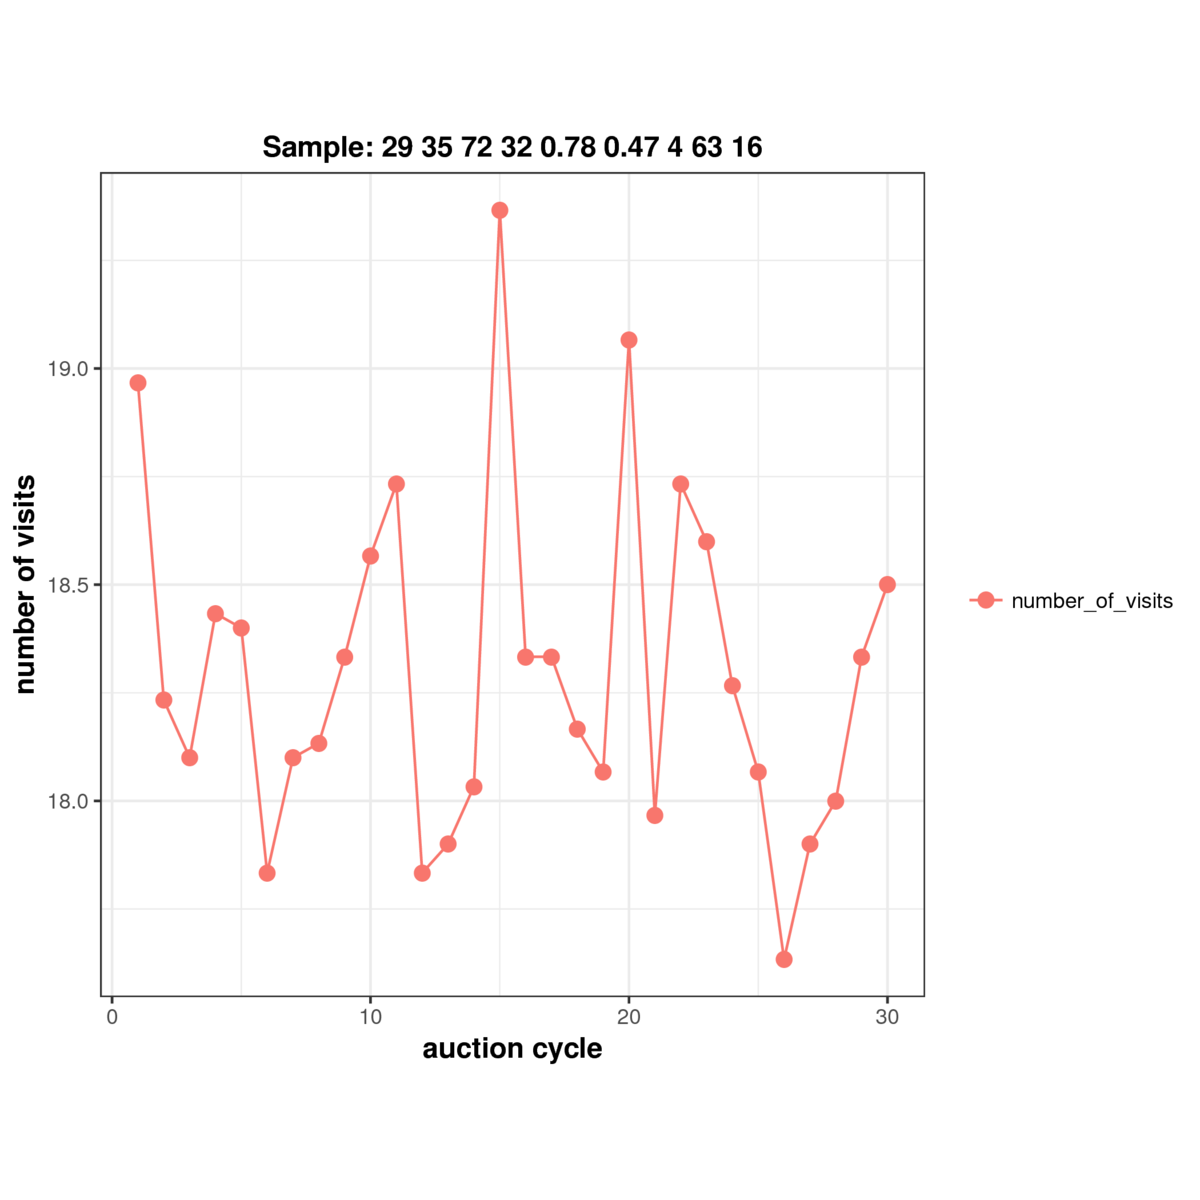 Sample: 29 35 72 32 0.78 0.47 4 63 16
number of visits
19.0
18.5
18.0
0 10 20 30
auction cycle
number_of_visits